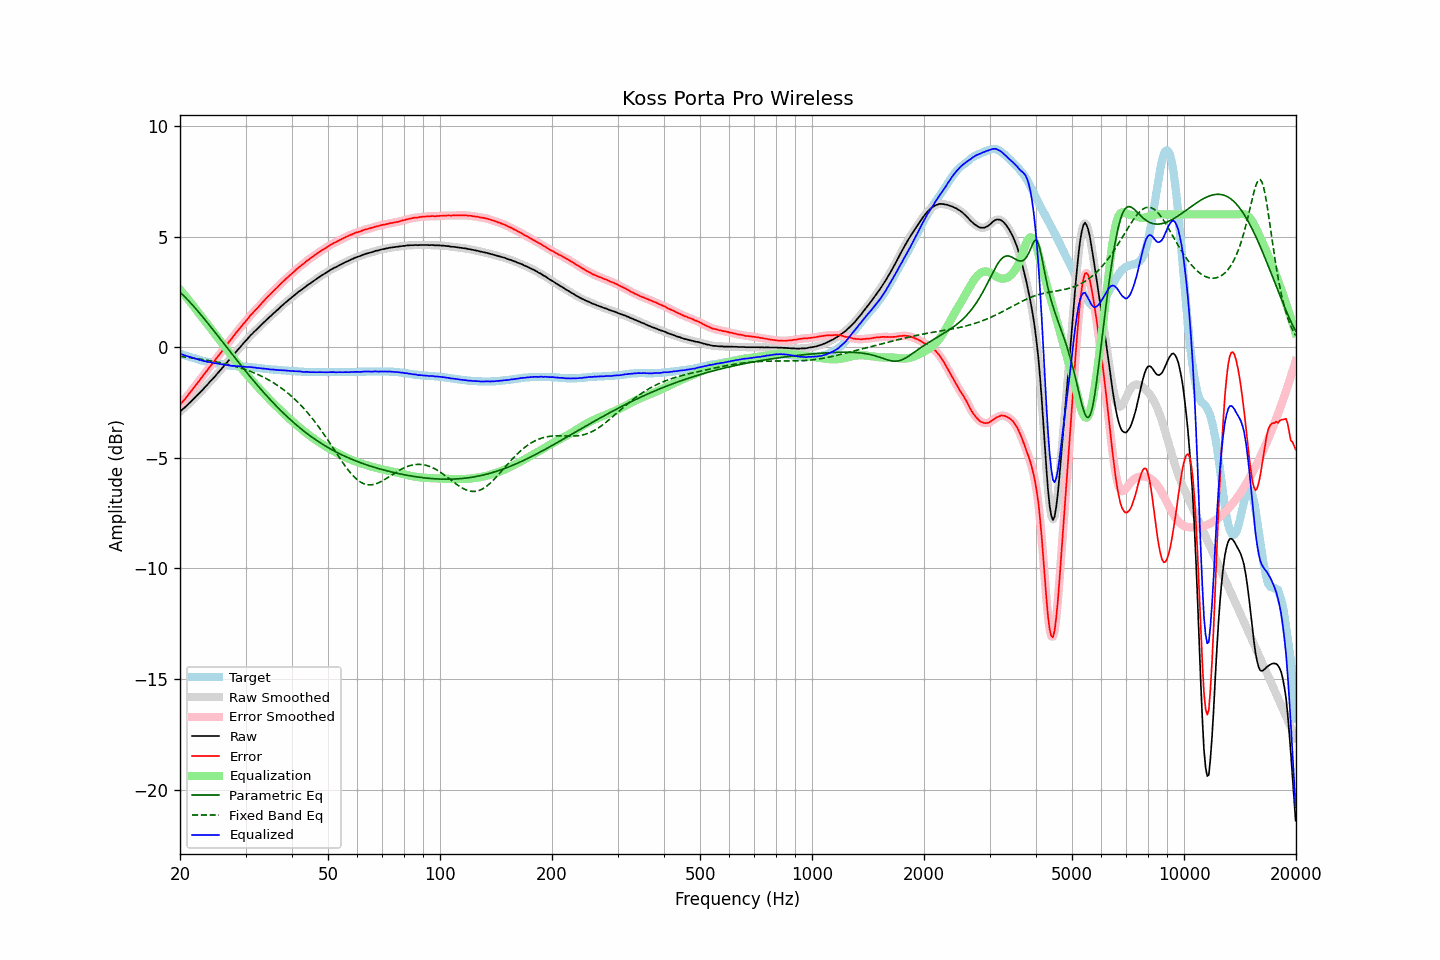 Koss Porta Pro Wireless
10
5
0
−5
−10
−15
−20
Amplitude (dBr)
Target
Raw Smoothed
Error Smoothed
Raw
Error
Equalization
Parametric Eq
Fixed Band Eq
Equalized
20 50 100 200 500 1000 2000 5000 10000 20000
Frequency (Hz)